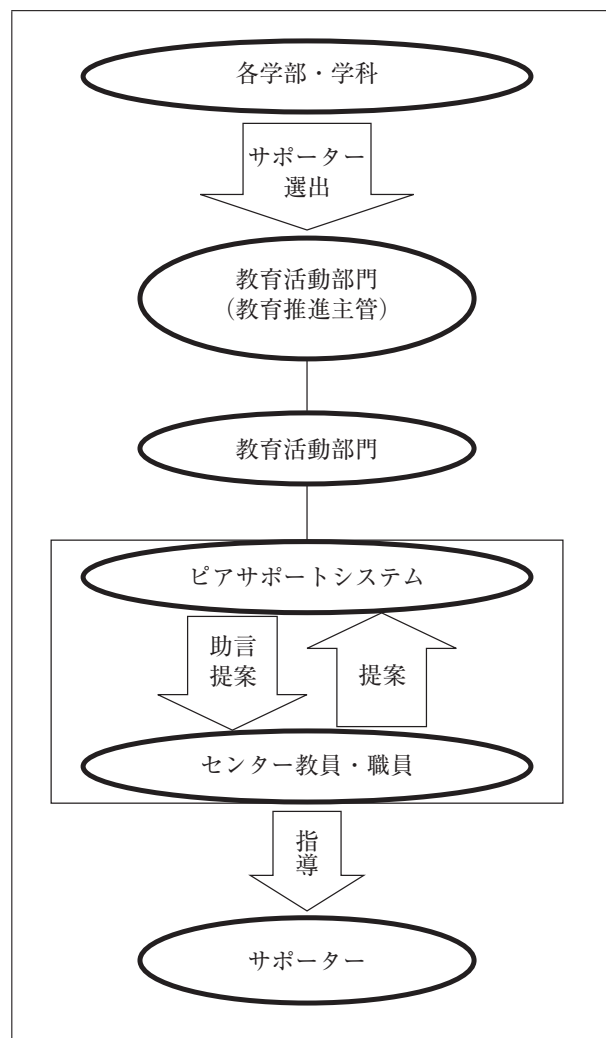 各学部・学科
サポーター
選出
教育活動部門
（教育推進主管）
教育活動部門
ピアサポートシステム
助言
提案
提案
センター教員・職員
指
導
サポーター